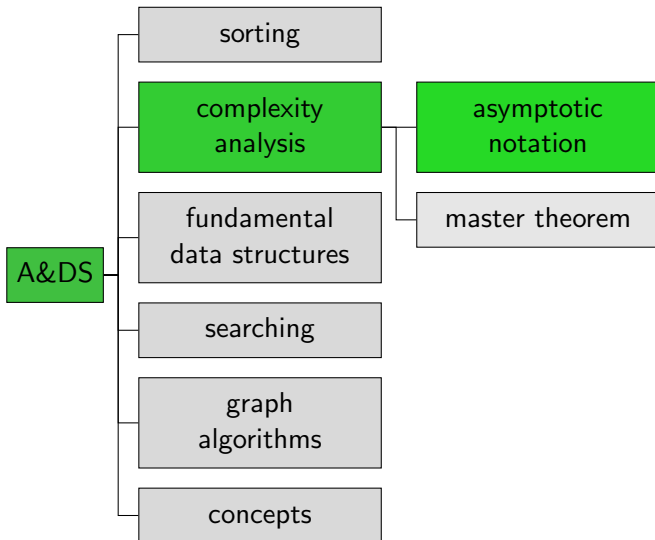 sorting
complexity
analysis
asymptotic
notation
fundamental
data structures
master theorem
A&DS
searching
graph
algorithms
concepts